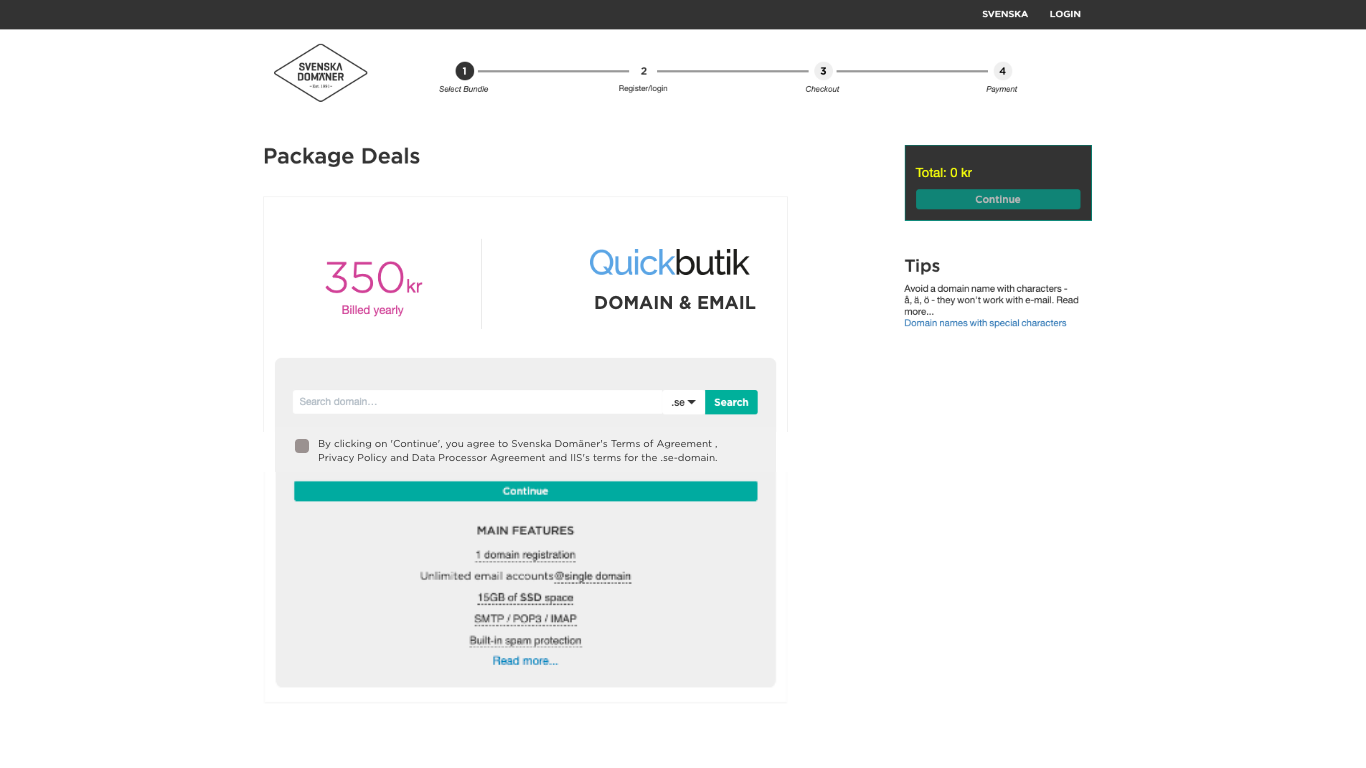 SVENSKA LOGIN
SVENSKA
DOMÄNER
Est. 1991
1 2 3 4
Select Bundle Register/login Checkout Payment
Package Deals
Total: 0 kr
Continue
350kr
Billed yearly
Quickbutik
DOMAIN & EMAIL
Tips
Avoid a domain name with characters -
å, ä, ö - they won't work with e-mail. Read
more...
Domain names with special characters
Search domain... .se Search
By clicking on 'Continue', you agree to Svenska Domäner's Terms of Agreement ,
Privacy Policy and Data Processor Agreement and IIS's terms for the .se-domain.
Continue
MAIN FEATURES
1 domain registration
Unlimited email accounts@single domain
15GB of SSD space
SMTP / POP3 / IMAP
Built-in spam protection
Read more...